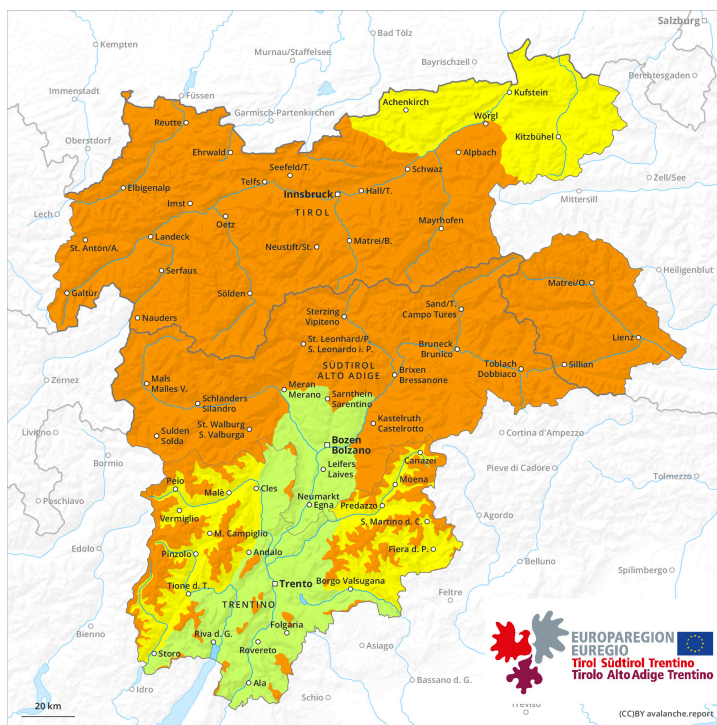 Salzburg
Kempten
Bad Tölz
Murnau/Staffelsee
Bayrischzell
Berchtesgaden
Immenstadt
Füssen
Garmisch-Partenkirchen
Achenkirch
Kufstein
Reutte
Wörgl
Kitzbühel
Oberstdorf
Ehrwald
Alpbach
Seefeld/T.
Schwaz
Zell/See
Elbigenalp
Telfs
Innsbruck
Hall/T.
Mittersill
Imst
TIROL
Lech
Oetz
Mayrhofen
St. Anton/A.
Landeck
Neustift/St.
Matrei/B.
Serfaus
Heiligenblut
Galtür
Sölden
Matrei/O.
Nauders
Sterzing
Vipiteno
Sand/T.
Campo Tures
St. Leonhard/P.
S. Leonardo i. P.
Bruneck
Brunico
Lienz
SÜDTIROL
ALTO ADIGE
Brixen
Bressanone
Toblach
Dobbiaco
Sillian
Zernez
Mals
Malles V.
Meran
Merano
Sarnthein
Sarentino
Schlanders
Silandro
St. Walburg
S. Valburga
Kastelruth
Castelrotto
Livigno
Sulden
Solda
Bozen
Bolzano
Cortina d'Ampezzo
Bormio
Canazei
Leifers
Laives
Pieve di Cadore
Tolmezzo
Poschiavo
Peio
Malè
Cles
Moena
Neumarkt
Egna
Predazzo
Vermiglio
Agordo
S. Martino d. C.
M. Campiglio
Edolo
Pinzolo
Andalo
Fiera d. P.
Belluno
Spilimbergo
Tione d. T.
Trento
Borgo Valsugana
Feltre
TRENTINO
Bienno
Riva d. G.
Folgaria
Storo
Rovereto
Asiago
Idro
Ala
Schio
Bassano d. G.
Treviso
EUROPAREGION
EUREGIO
Tirol Südtirol Trentino
Tirolo Alto Adige Trentino
20 km
(CC)BY avalanche.report